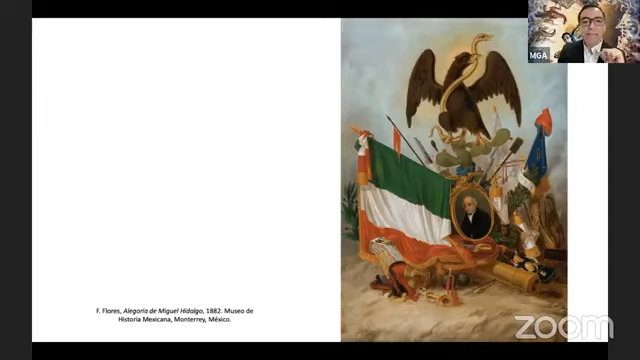 MGA
F. Flores, Alegoría de Miguel Hidalgo, 1882. Museo de
Historia Mexicana, Monterrey, México.
zoom